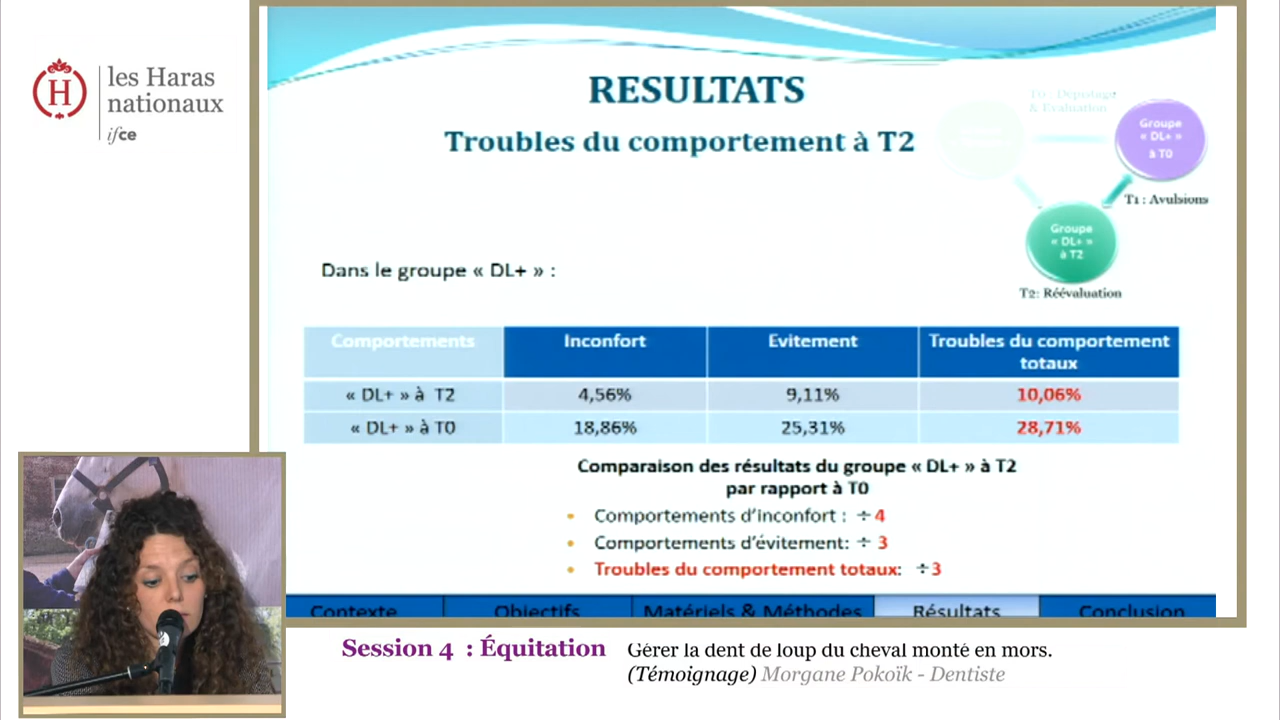 les Haras
nationaux
ifce
H
RESULTATS
Troubles du comportement à T2
T0 : Dépistage
& Evaluation
Groupe
« DL+ »
à T0
T1 : Avulsions
Groupe
« DL+ »
à T2
T2: Réévaluation
Dans le groupe « DL+ » :
Comportements Inconfort Evitement Troubles du comportement
totaux
« DL+ » à T2 4,56% 9,11% 10,06%
« DL+ » à T0 18,86% 25,31% 28,71%
Comparaison des résultats du groupe « DL+ » à T2
par rapport à T0
• Comportements d'inconfort : ÷ 4
• Comportements d'évitement: ÷ 3
• Troubles du comportement totaux: ÷3
Contexte Objectifs Matériels & Méthodes Résultats Conclusion
Session 4 : Équitation Gérer la dent de loup du cheval monté en mors.
(Témoignage) Morgane Pokoïk - Dentiste